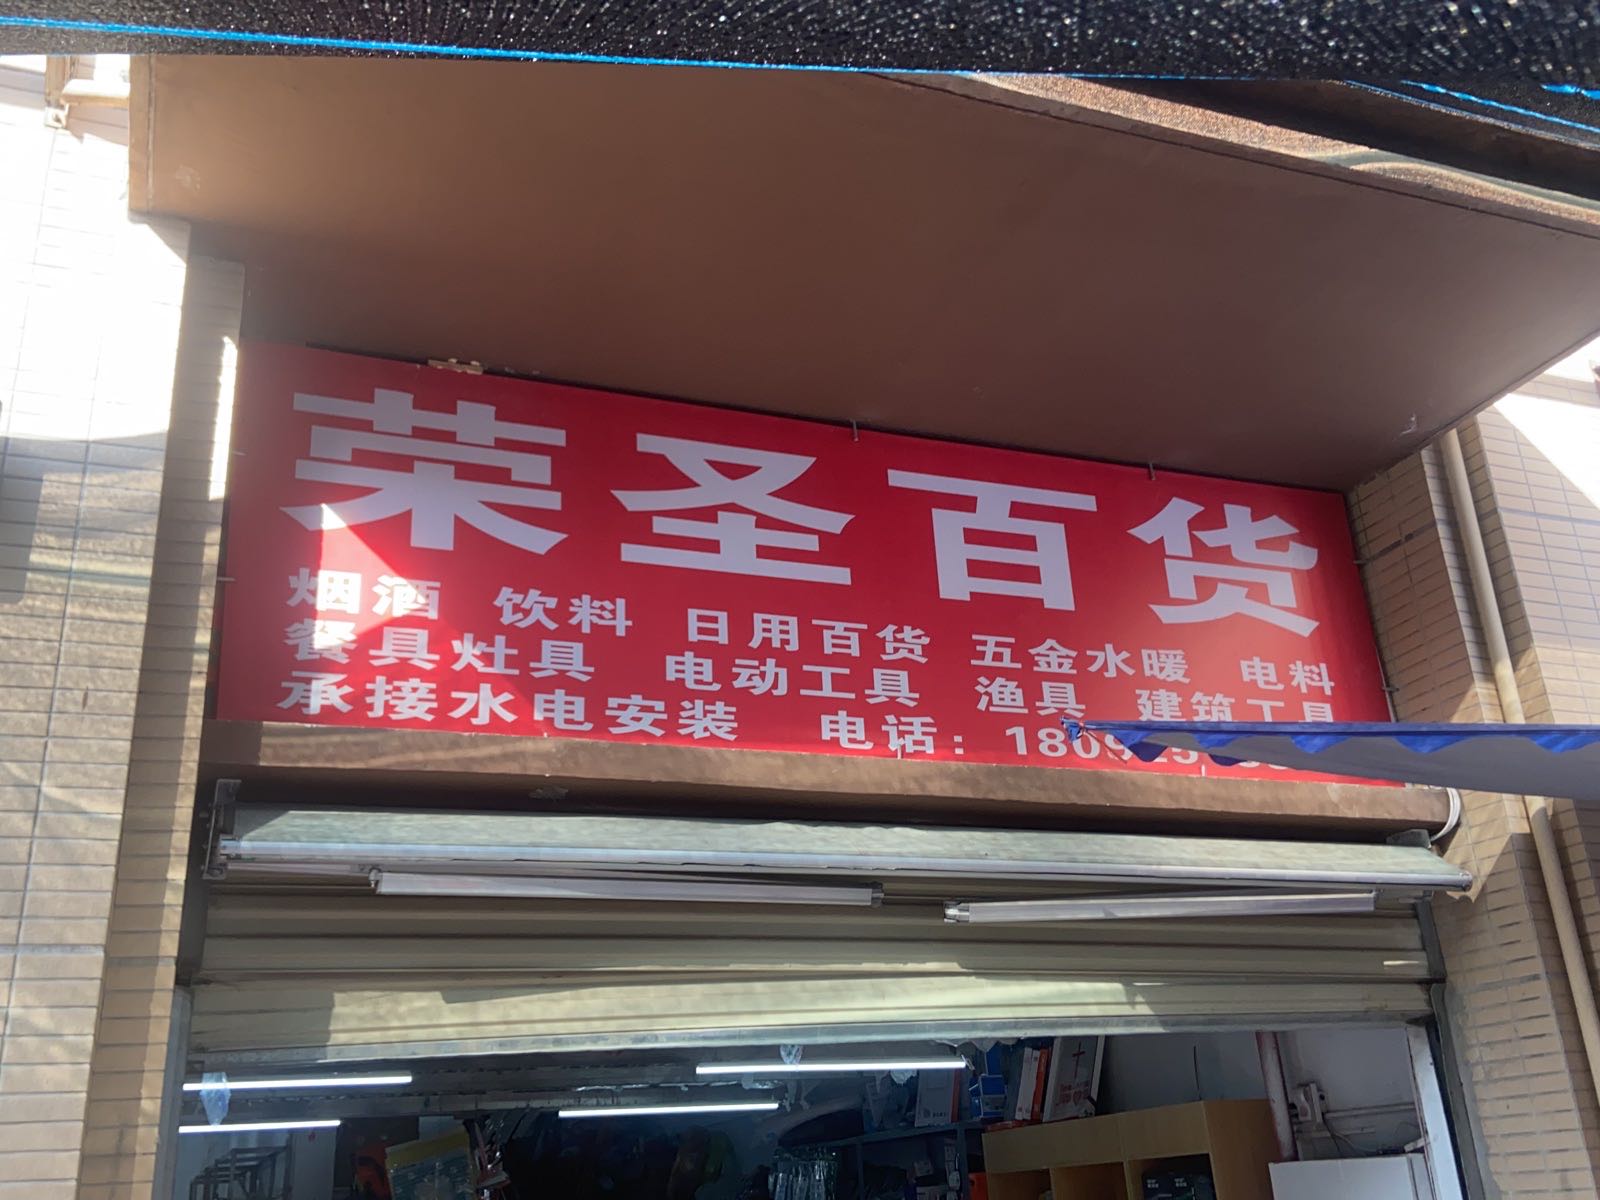 荣圣百货
烟酒 饮料 日用百货 五金水暖 电料
餐具灶具 电动工具 渔具 建筑工具
承接水电安装 电话：180